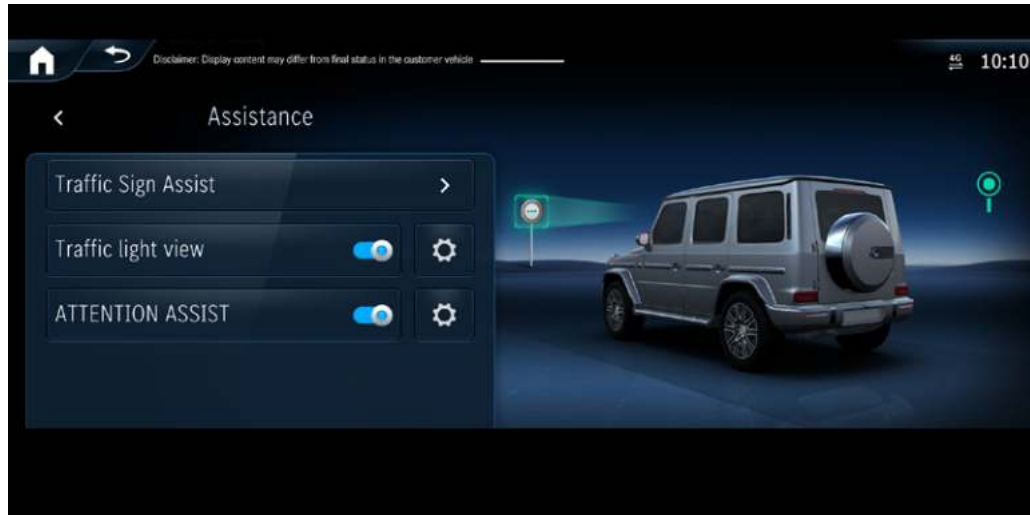 Disclaimer: Display content may differ from final status in the customer vehicle
4G
10:10
Assistance
Traffic Sign Assist
Traffic light view
ATTENTION ASSIST